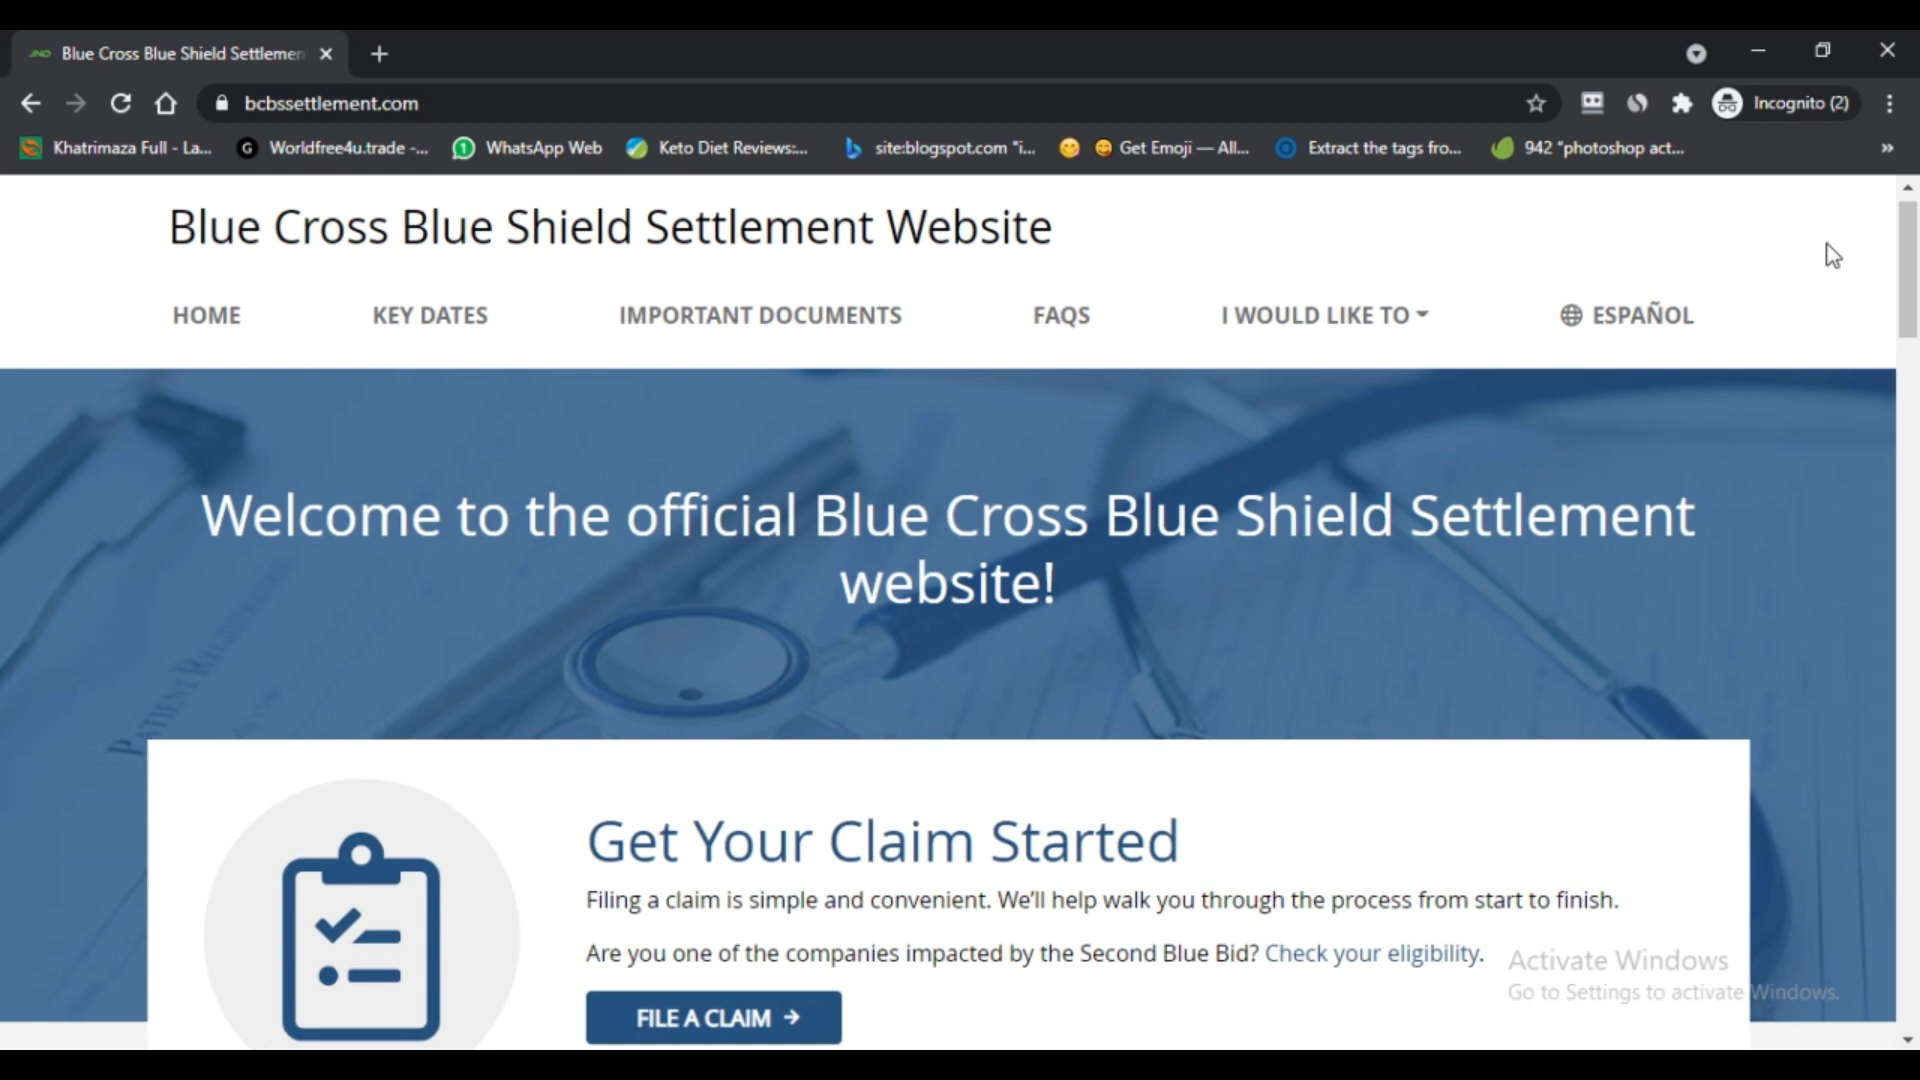 JND Blue Cross Blue Shield Settlemen
bcbssettlement.com
Incognito (2)
Khatrimaza Full - La... G Worldfree4u.trade -... 1 WhatsApp Web Keto Diet Reviews:... site:blogspot.com "i... Get Emoji — All... Extract the tags fro... 942 "photoshop act... »
Blue Cross Blue Shield Settlement Website
HOME KEY DATES IMPORTANT DOCUMENTS FAQS I WOULD LIKE TO ESPAÑOL
Welcome to the official Blue Cross Blue Shield Settlement
website!
Get Your Claim Started
Filing a claim is simple and convenient. We'll help walk you through the process from start to finish.
Are you one of the companies impacted by the Second Blue Bid? Check your eligibility.
FILE A CLAIM →
Activate Windows
Go to Settings to activate Windows.